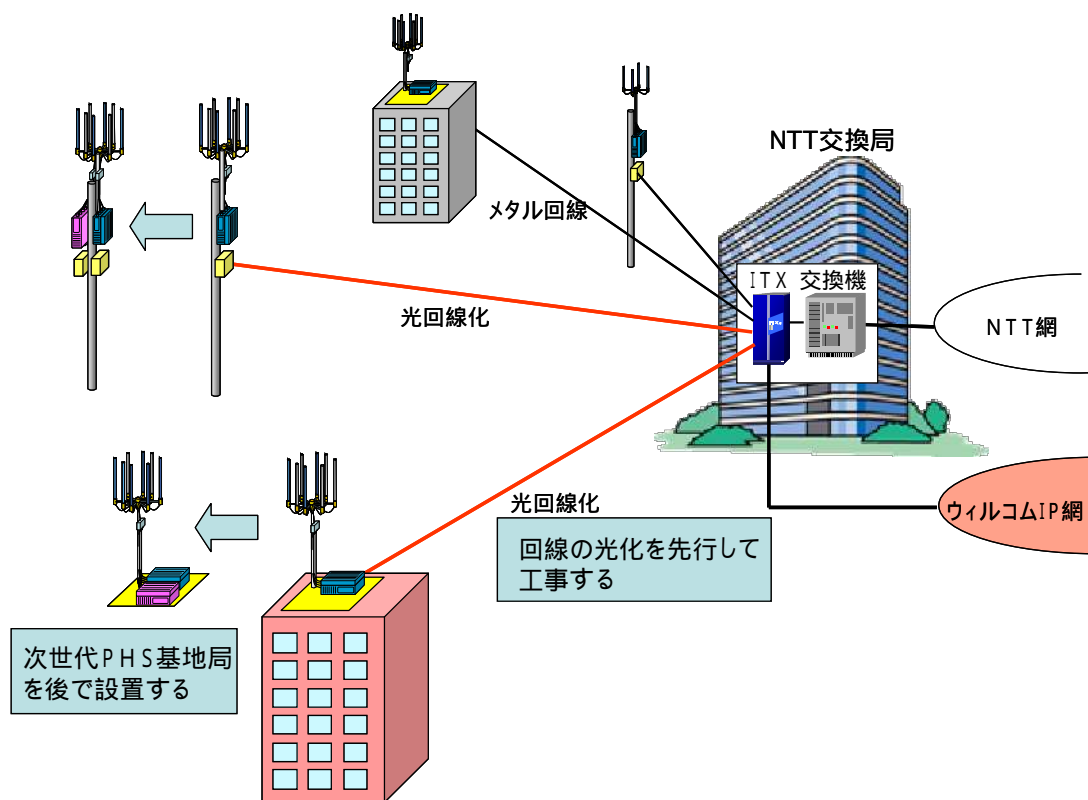 NTT交換局
メタル回線
ITX 交換機
光回線化
NTT網
光回線化
ウィルコムIP網
回線の光化を先行して
工事する
次世代PHS基地局
を後で設置する